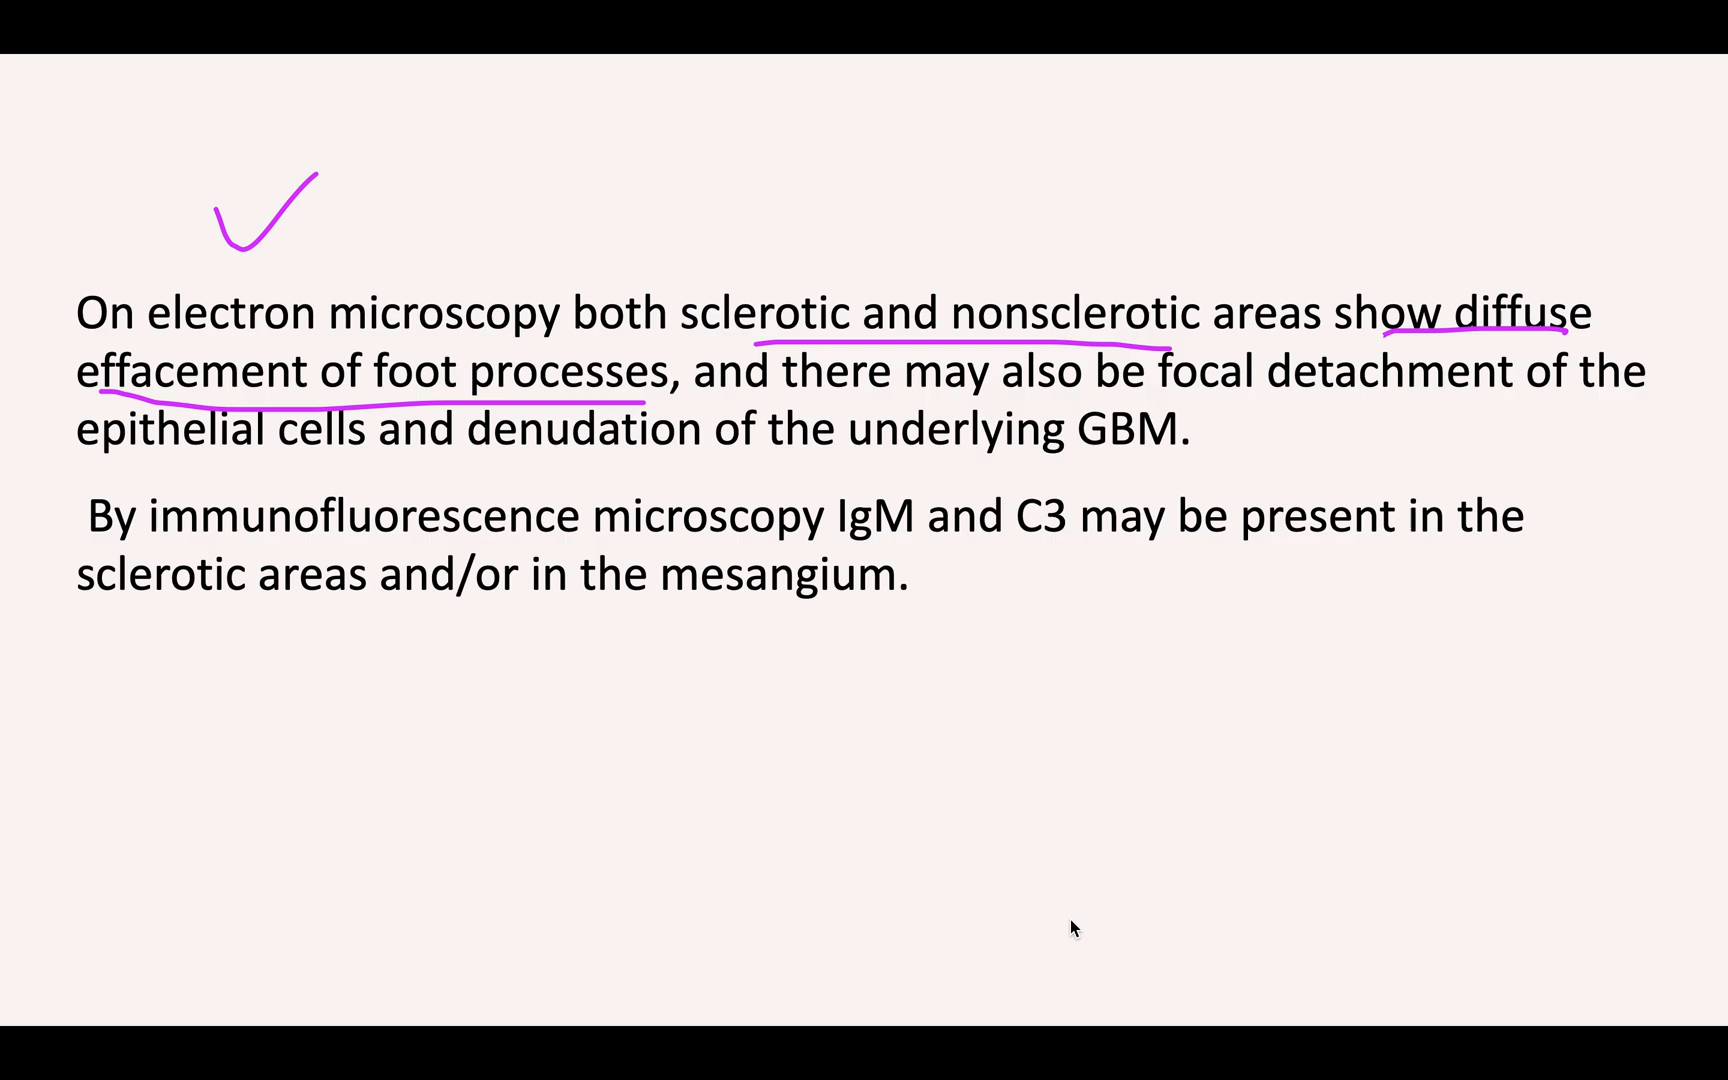 On electron microscopy both sclerotic and nonsclerotic areas show diffuse
effacement of foot processes, and there may also be focal detachment of the
epithelial cells and denudation of the underlying GBM.
By immunofluorescence microscopy IgM and C3 may be present in the
sclerotic areas and/or in the mesangium.